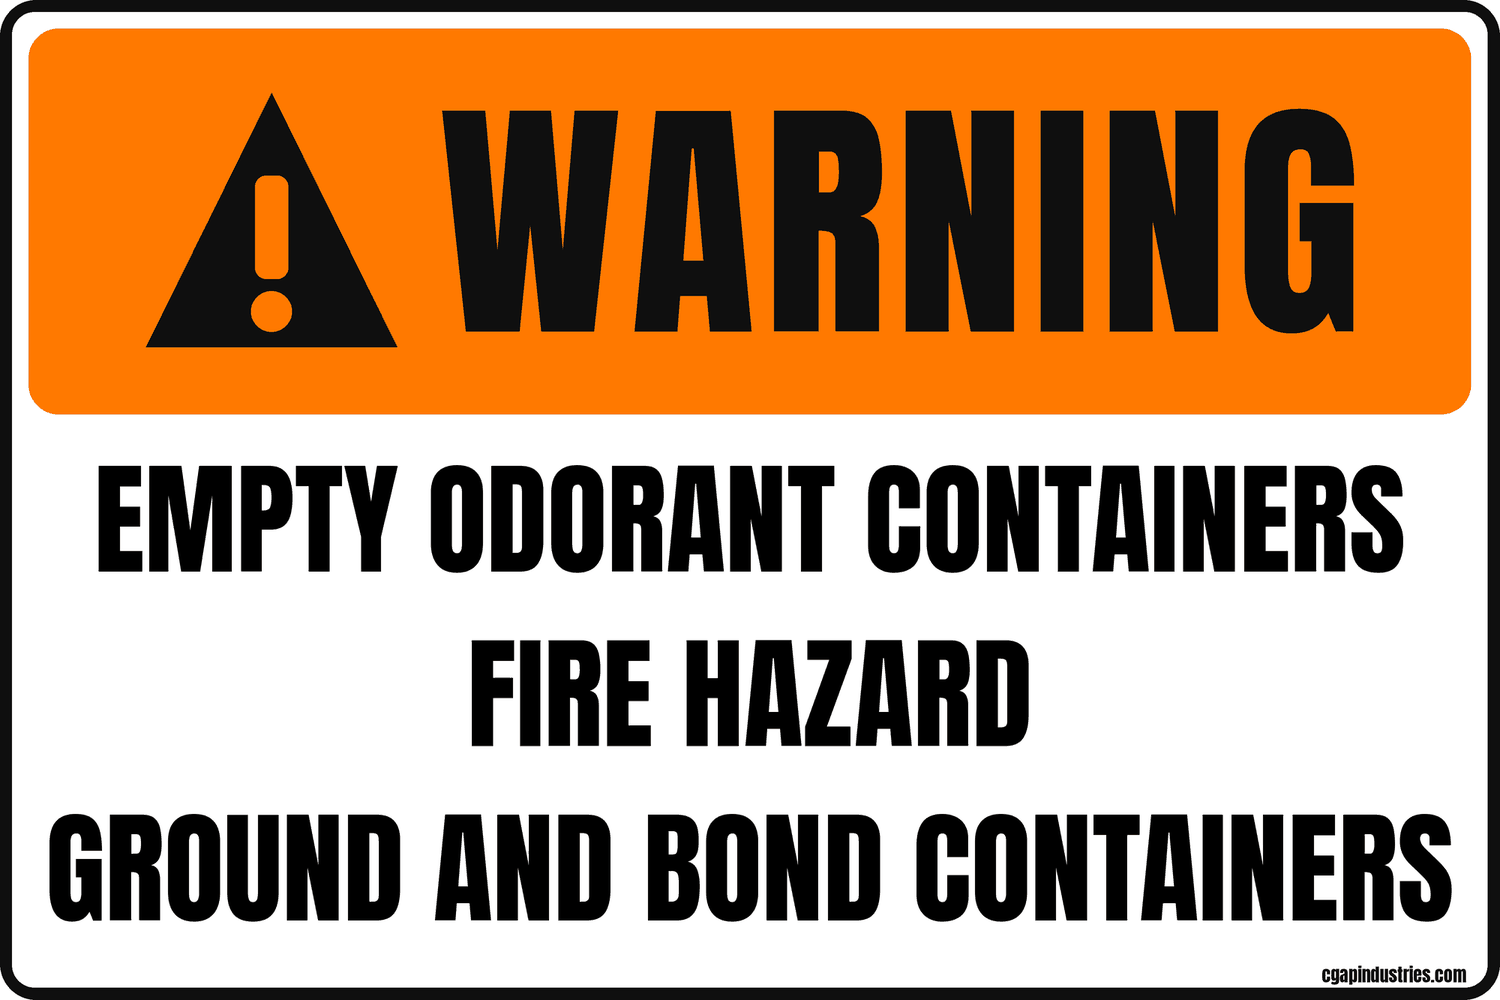 WARNING
EMPTY ODORANT CONTAINERS
FIRE HAZARD
GROUND AND BOND CONTAINERS
cgapindustries.com